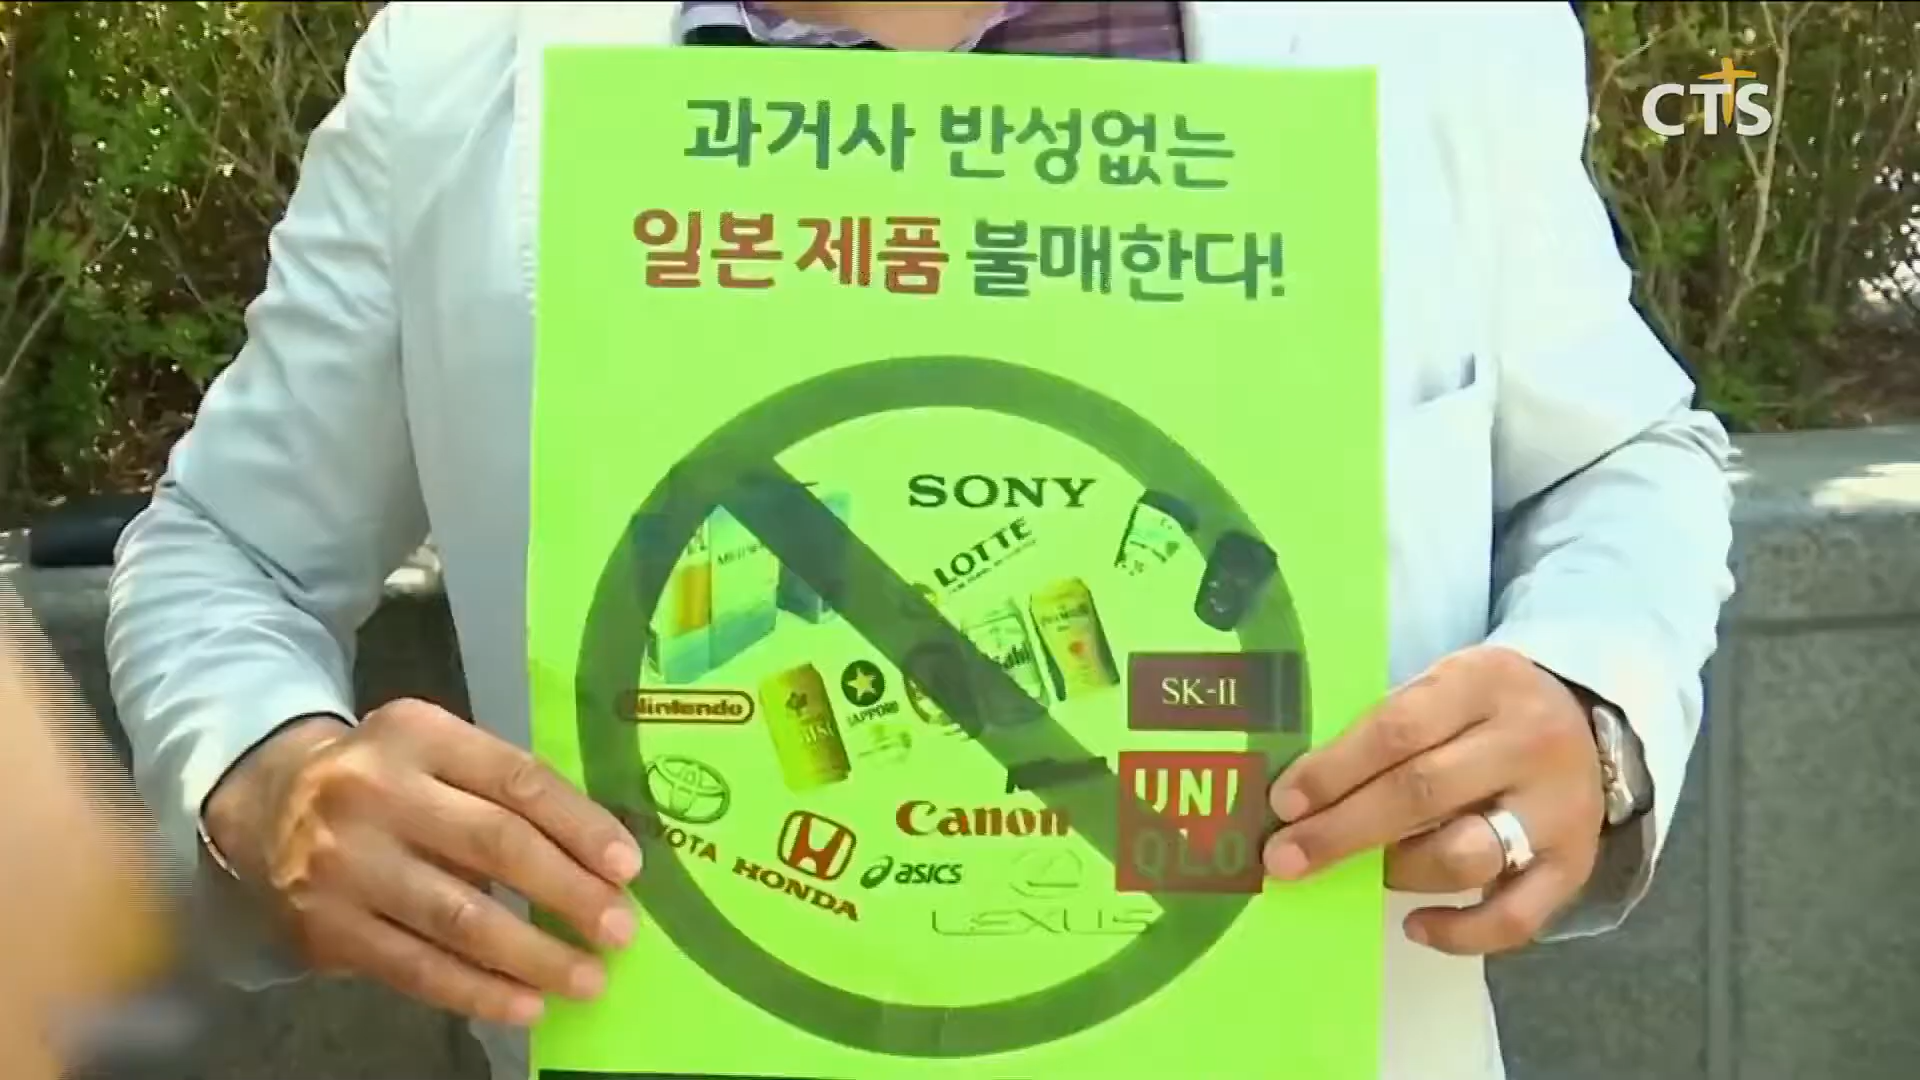 CTS
과거사 반성없는
일본제품 불매한다!
SONY
LOTTE
Nintendo
SAPPORO
SK-II
UNI
QLO
TOYOTA
HONDA
Canon
asics
LEXUS